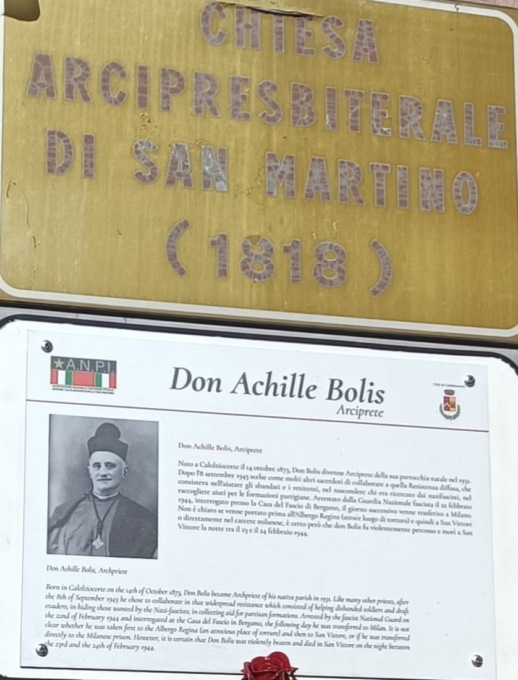 CHIESA
ARCIPRESBITERALE
DI SAN MARTINO
(1818)
A.N.P.I.
Don Achille Bolis
Arciprete
Don Achille Bolis, Arciprete
Nato a Calolziocorte il 14 ottobre 1873, Don Bolis divenne Arciprete della sua parrocchia natale nel 1931.
Dopo l'8 settembre 1943 scelse come molti altri sacerdoti di collaborare a quella Resistenza diffusa, che
consisteva nell'aiutare gli sbandati e i renitenti, nel nascondere chi era ricercato dai nazifascisti, nel
raccogliere aiuti per le formazioni partigiane. Arrestato dalla Guardia Nazionale fascista il 22 febbraio
1944, interrogato presso la Casa del Fascio di Bergamo, il giorno successivo venne trasferito a Milano.
Non è chiaro se venne portato prima all'Albergo Regina (atroce luogo di tortura) e quindi a San Vittore
o direttamente nel carcere milanese, è certo però che don Bolis fu violentemente percosso e morì a San
Vittore la notte tra il 23 e il 24 febbraio 1944.
Don Achille Bolis, Archpriest
Born in Calolziocorte on the 14th of October 1873, Don Bolis became Archpriest of his native parish in 1931. Like many other priests, after
the 8th of September 1943 he chose to collaborate in that widespread resistance which consisted of helping disbanded soldiers and draft
evaders; in hiding those wanted by the Nazi-fascists; in collecting aid for partisan formations. Arrested by the fascist National Guard on
the 22nd of February 1944 and interrogated at the Casa del Fascio in Bergamo, the following day he was transferred to Milan. It is not
clear whether he was taken first to the Albergo Regina (an atrocious place of torture) and then to San Vittore, or if he was transferred
directly to the Milanese prison. However, it is certain that Don Bolis was violently beaten and died in San Vittore on the night between
the 23rd and the 24th of February 1944.